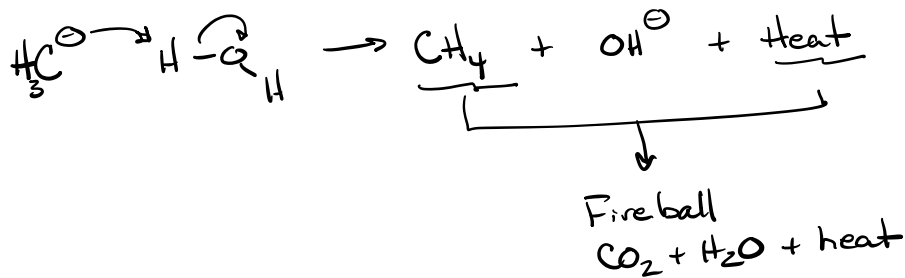 H₃C⊖ H–O–H → CH₄ + OH⊖ + Heat
Fireball
CO₂ + H₂O + heat